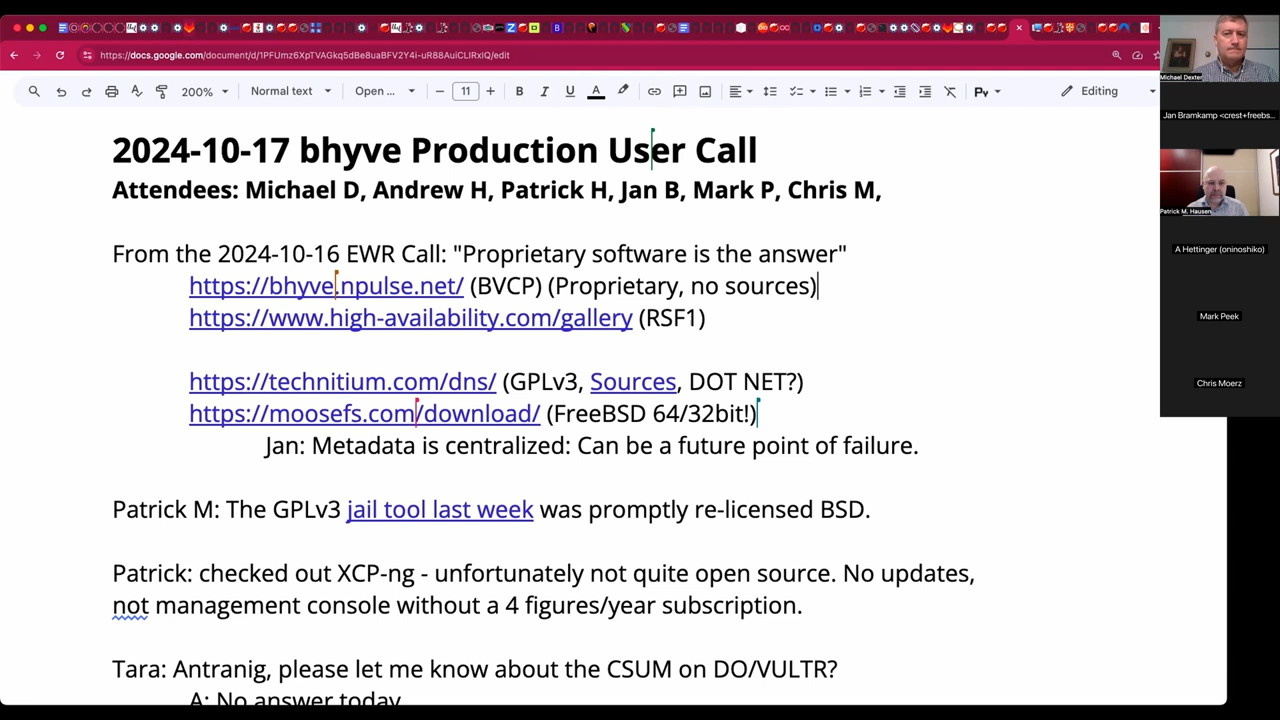 https://docs.google.com/document/d/1PFUmz6XpTVAGkq5dBe8uaBFV2Y4i-uR88AuiCLIRxIQ/edit
200%
Normal text
Open ...
11
Editing
2024-10-17 bhyve Production User Call
Attendees: Michael D, Andrew H, Patrick H, Jan B, Mark P, Chris M,
From the 2024-10-16 EWR Call: "Proprietary software is the answer"
https://bhyve.npulse.net/ (BVCP) (Proprietary, no sources)
https://www.high-availability.com/gallery (RSF1)
https://technitium.com/dns/ (GPLv3, Sources, DOT NET?)
https://moosefs.com/download/ (FreeBSD 64/32bit!)
Jan: Metadata is centralized: Can be a future point of failure.
Patrick M: The GPLv3 jail tool last week was promptly re-licensed BSD.
Patrick: checked out XCP-ng - unfortunately not quite open source. No updates,
not management console without a 4 figures/year subscription.
Tara: Antranig, please let me know about the CSUM on DO/VULTR?
A: No answer today
Michael Dexter
Jan Bramkamp <crest+freebs...
Patrick M. Hausen
A Hettinger (oninoshiko)
Mark Peek
Chris Moerz